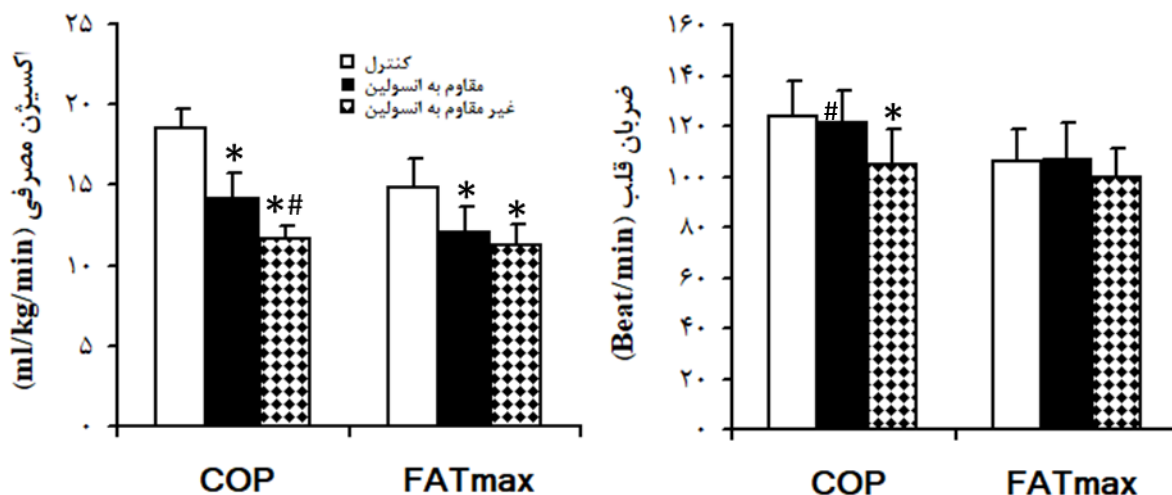 اکسیژن مصرفی (ml/kg/min)
۲۵
۲۰
۱۵
۱۰
۵
۰
کنترل
مقاوم به انسولین
غیر مقاوم به انسولین
*
*#
*
*
COP
FATmax
ضربان قلب (Beat/min)
۱۶۰
۱۴۰
۱۲۰
۱۰۰
۸۰
۶۰
۴۰
۲۰
۰
#
*
COP
FATmax